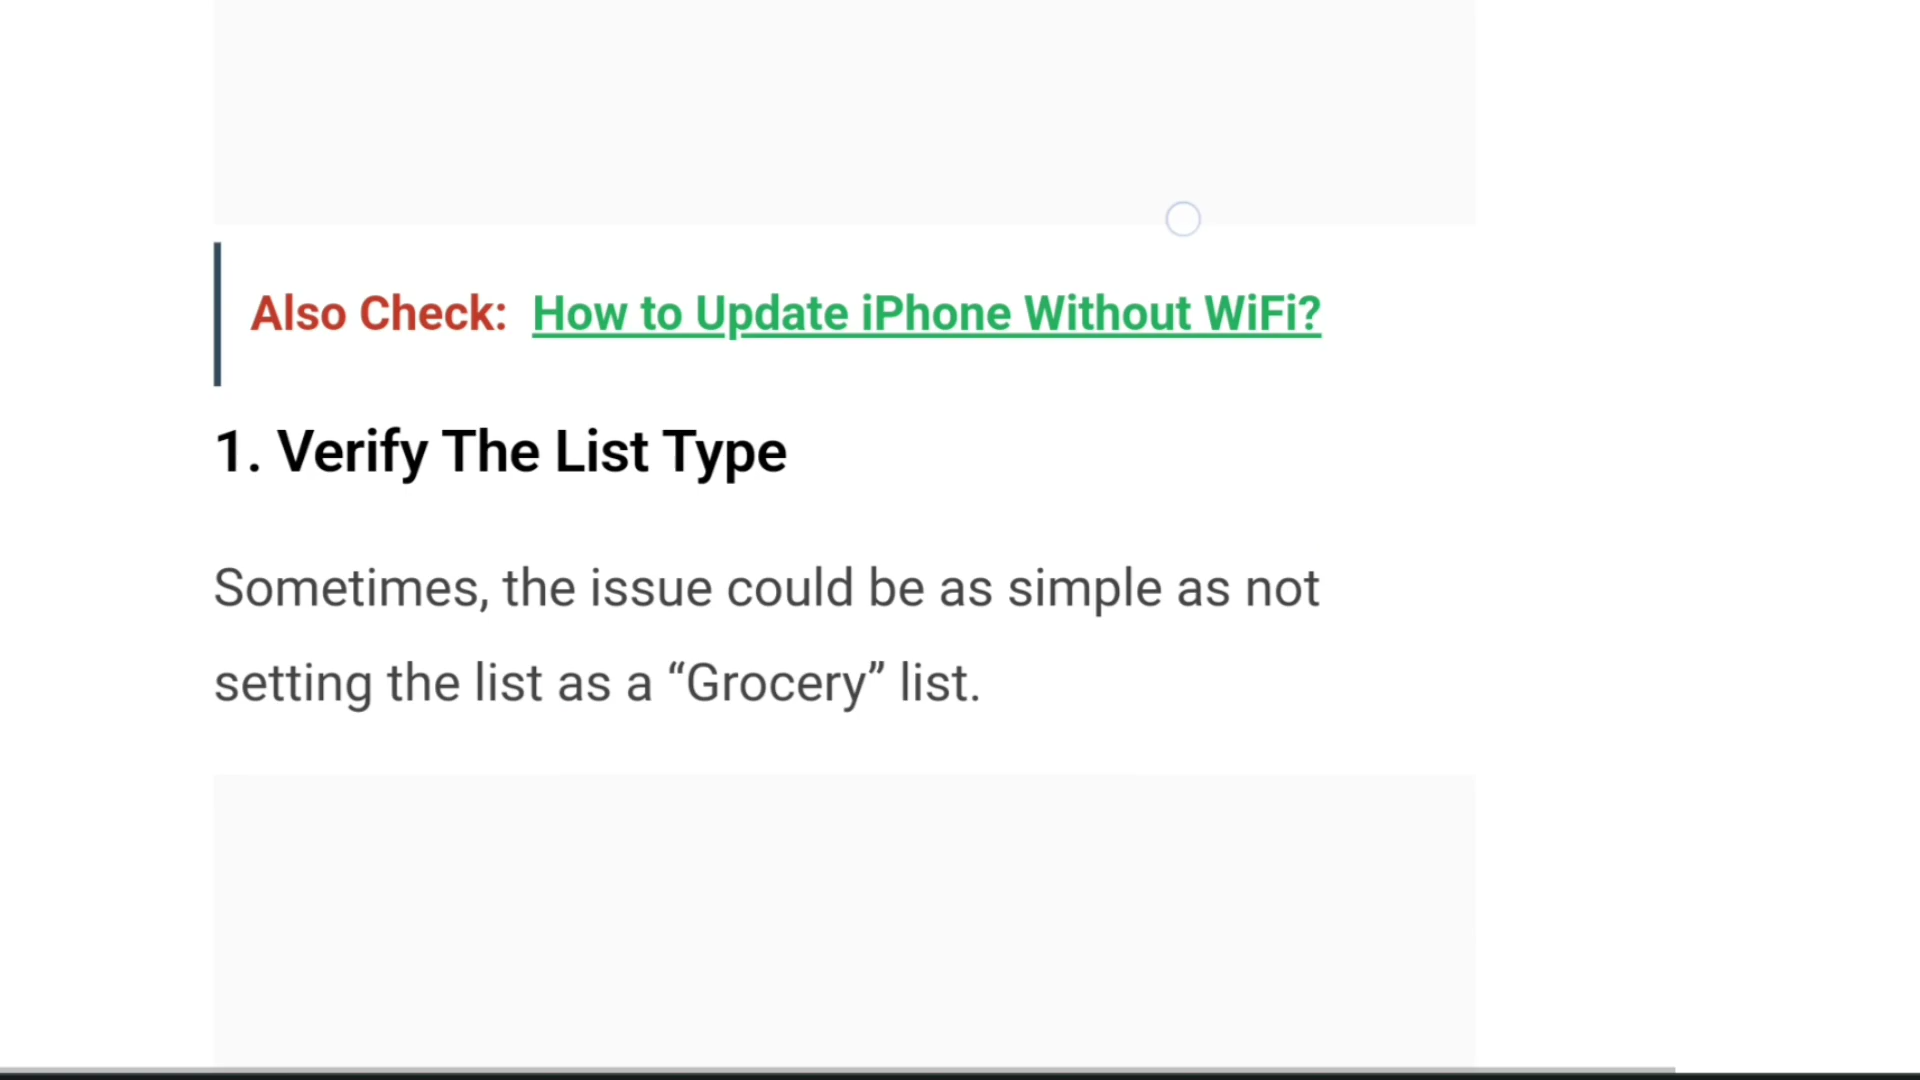 Also Check: How to Update iPhone Without WiFi?
1. Verify The List Type
Sometimes, the issue could be as simple as not
setting the list as a “Grocery” list.